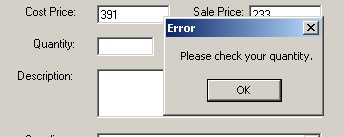 Cost Price: 391 Sale Price: 233
Error
Please check your quantity.
Quantity:
Description:
OK